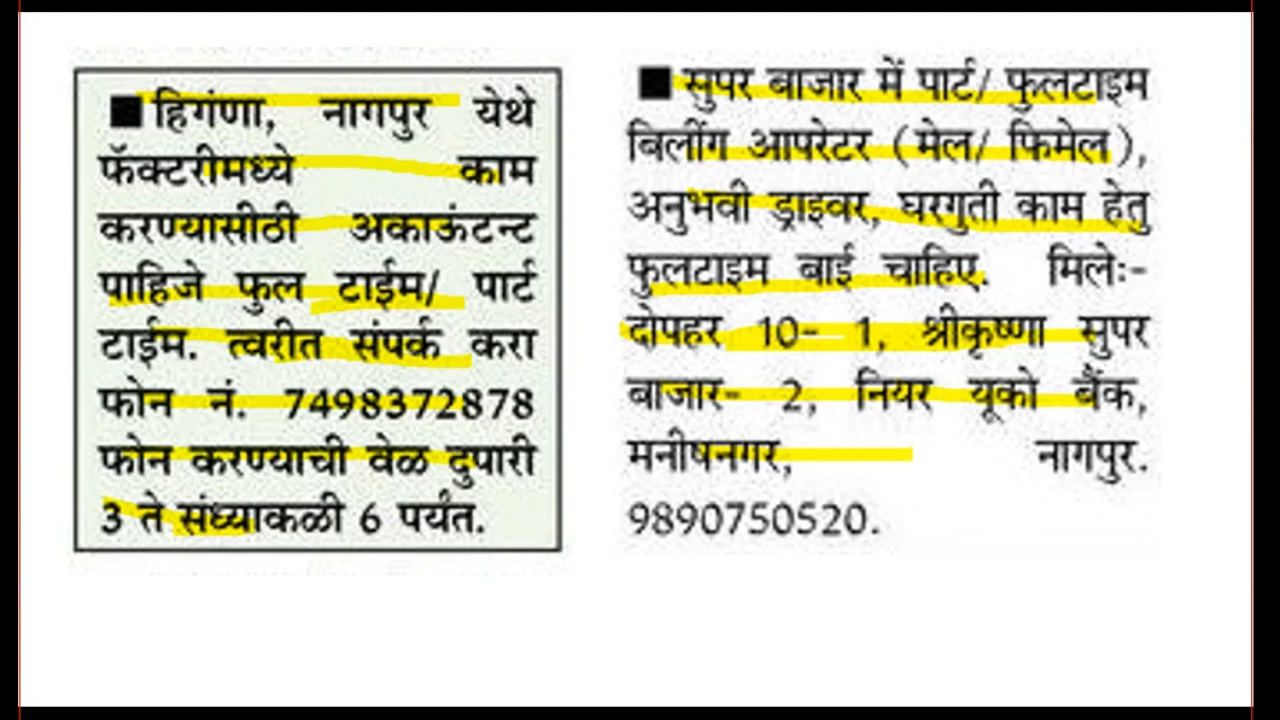 ■ हिगंणा, नागपुर येथे
फॅक्टरीमध्ये काम
करण्यासीठी अकाऊंटन्ट
पाहिजे फुल टाईम/ पार्ट
टाईम. त्वरीत संपर्क करा
फोन नं. 7498372878
फोन करण्याची वेळ दुपारी
3 ते संध्याकळी 6 पर्यंत.
■ सुपर बाजार में पार्ट/ फुलटाइम
बिलींग आपरेटर (मेल/ फिमेल),
अनुभवी ड्राइवर, घरगुती काम हेतु
फुलटाइम बाई चाहिए. मिलेः-
दोपहर 10- 1, श्रीकृष्णा सुपर
बाजार- 2, नियर यूको बैंक,
मनीषनगर, नागपुर.
9890750520.